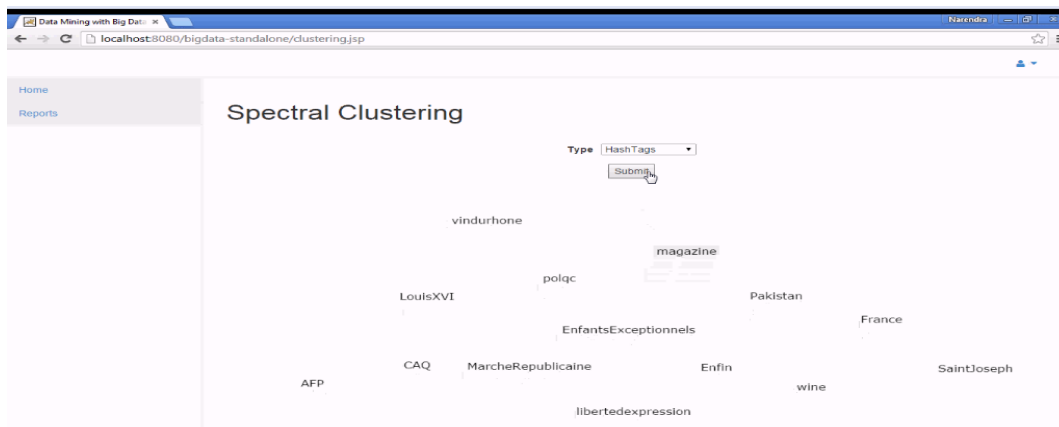 Data Mining with Big Data
Narendra
localhost:8080/bigdata-standalone/clustering.jsp
Home
Reports
Spectral Clustering
Type HashTags
Submit
vindurhone
magazine
polqc
LouisXVI
Pakistan
France
EnfantsExceptionnels
CAQ
MarcheRepublicaine
Enfin
SaintJoseph
AFP
wine
libertedexpression